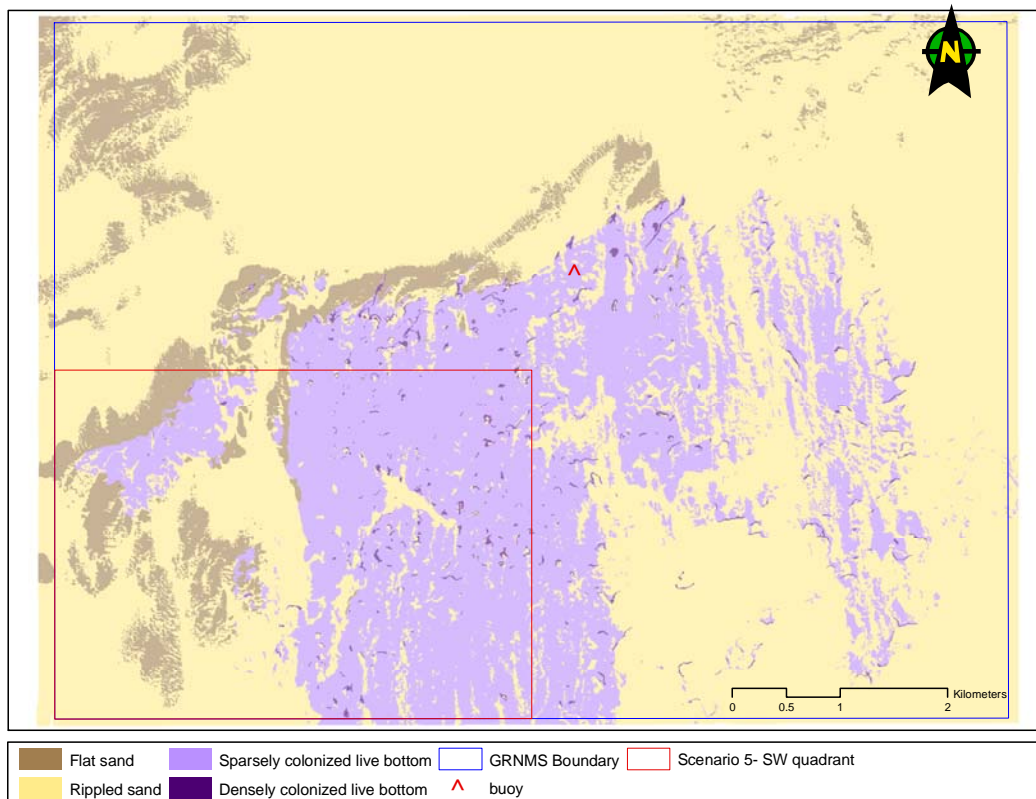 N
Kilometers
0 0.5 1 2
Flat sand Sparsely colonized live bottom GRNMS Boundary Scenario 5- SW quadrant
Rippled sand Densely colonized live bottom ^ buoy